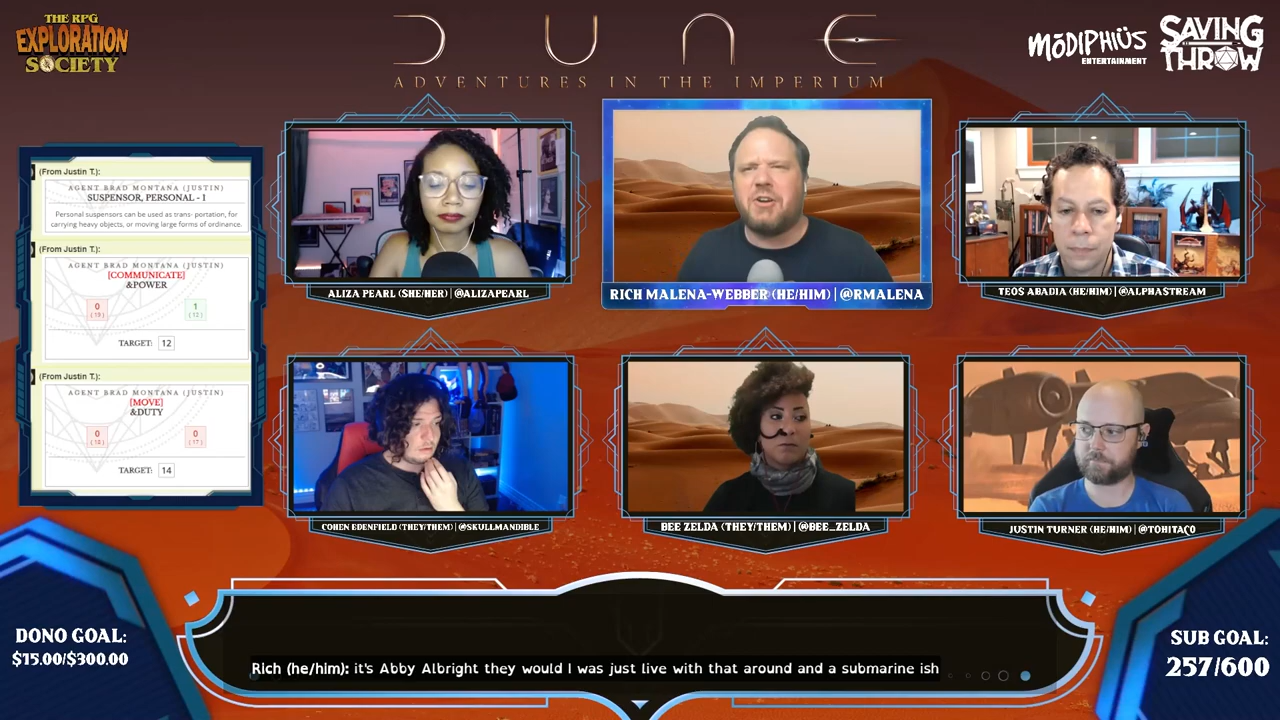 THE RPG
EXPLORATION
SOCIETY
DUNE
ADVENTURES IN THE IMPERIUM
MŌDIPHIÜS
ENTERTAINMENT
SAVING
THROW
(From Justin T.):
AGENT BRAD MONTANA (JUSTIN)
SUSPENSOR, PERSONAL - 1
Personal suspensors can be used as trans- portation, for
carrying heavy objects, or moving large forms of ordinance.
(From Justin T.):
AGENT BRAD MONTANA (JUSTIN)
[COMMUNICATE]
&POWER
0 1
( 19 ) ( 13 )
TARGET: 12
(From Justin T.):
AGENT BRAD MONTANA (JUSTIN)
[MOVE]
&DUTY
0 0
( 17 )
TARGET: 14
ALIZA PEARL (SHE/HER) | @ALIZAPEARL
RICH MALENA-WEBBER (HE/HIM) | @RMALENA
TEOS ABADIA (HE/HIM) | @ALPHASTREAM
COHEN EDENFIELD (THEY/THEM) | @SKULLMANDIBLE
BEE ZELDA (THEY/THEM) | @BEE_ZELDA
JUSTIN TURNER (HE/HIM) | @TOHITACO
DONO GOAL:
$15.00/$300.00
Rich (he/him): it's Abby Albright they would I was just live with that around and a submarine ish
SUB GOAL:
257/600